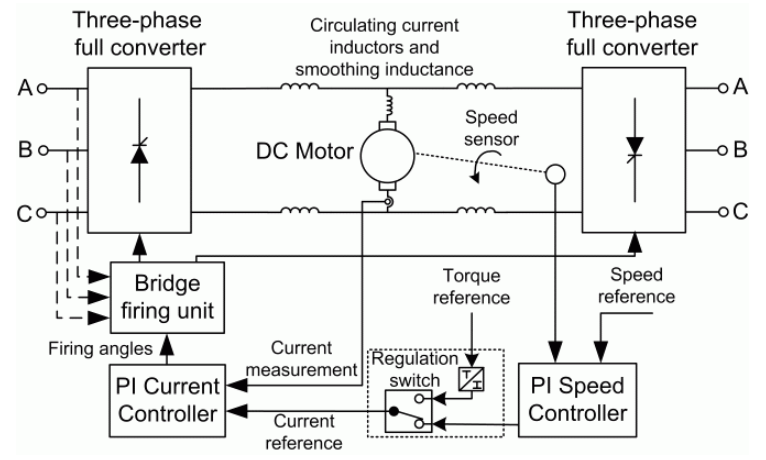 Three-phase
full converter
Circulating current
inductors and
smoothing inductance
Three-phase
full converter
A
A
B
DC Motor
Speed
sensor
B
C
C
Bridge
firing unit
Torque
reference
Speed
reference
Firing angles
Current
measurement
Regulation
switch
T
I
PI Current
Controller
Current
reference
PI Speed
Controller